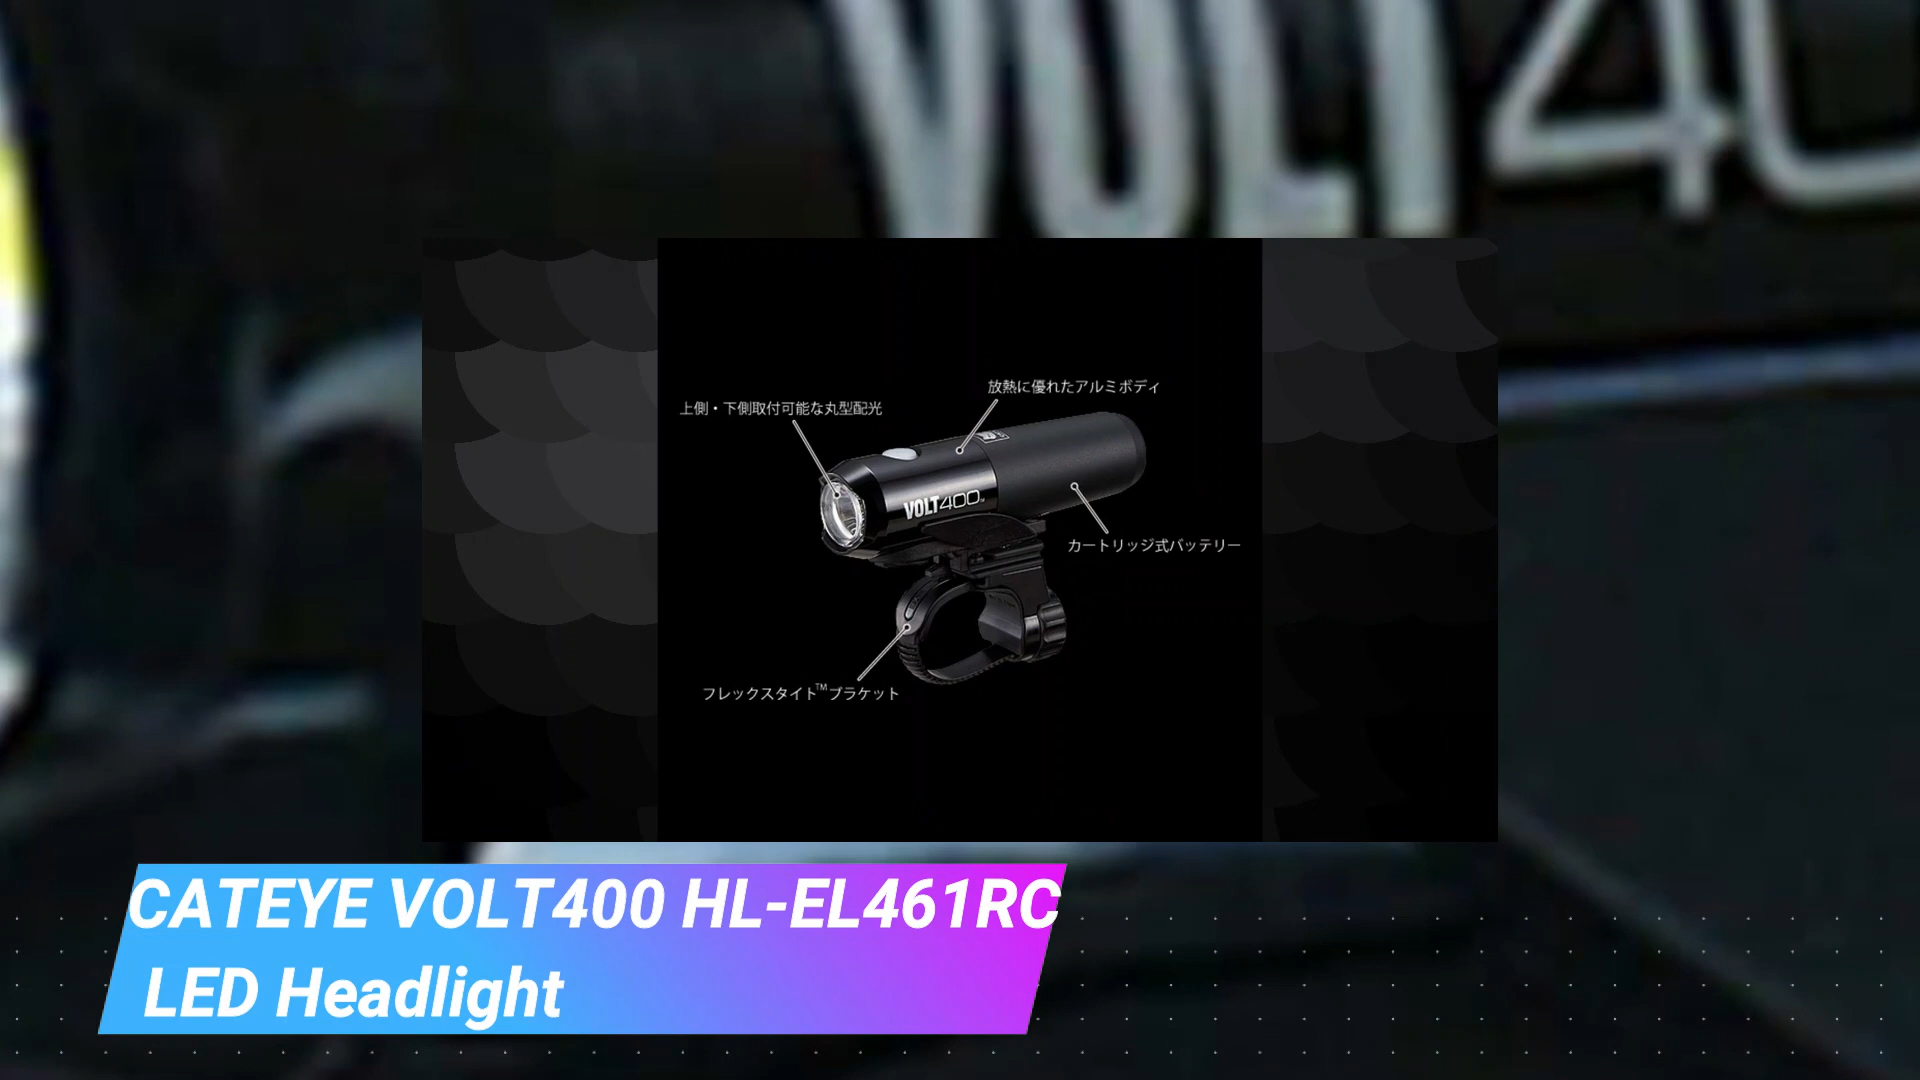 VOLT40
放熱に優れたアルミボディ
上側・下側取付可能な丸型配光
VOLT400
カートリッジ式バッテリー
フレックスタイト™ブラケット
CATEYE VOLT400 HL-EL461RC
LED Headlight